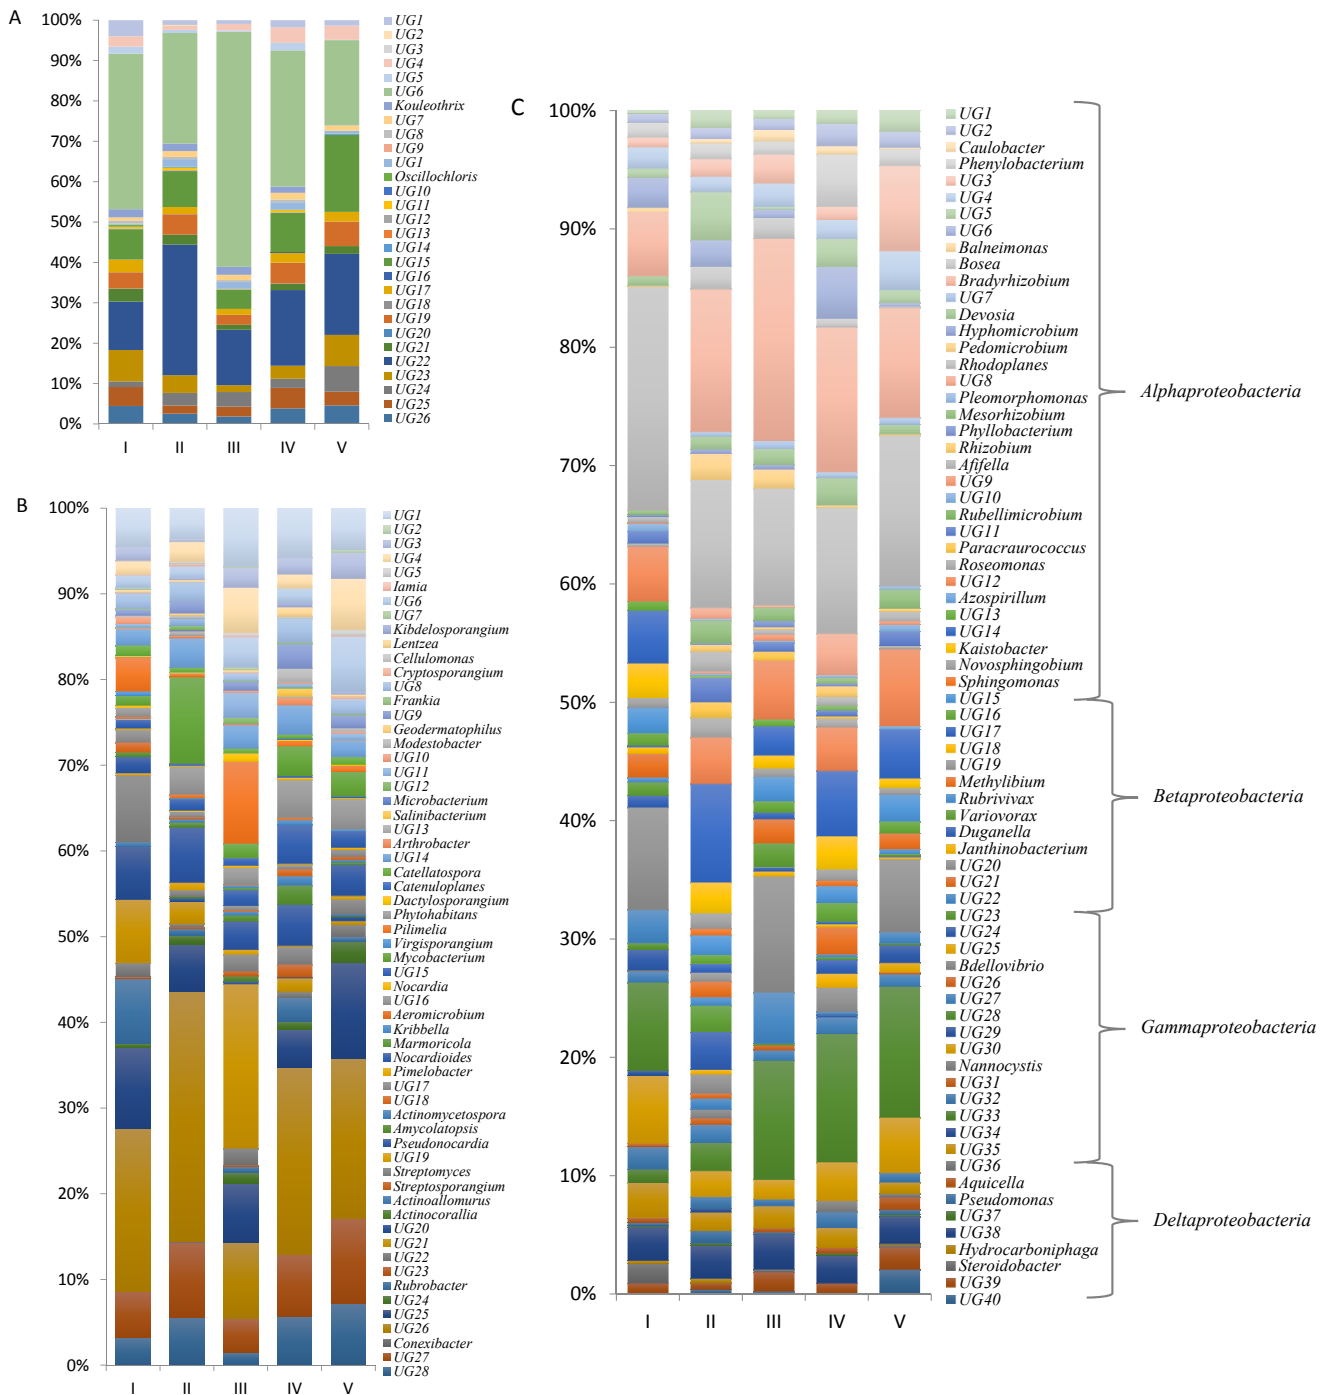 A
100%
90%
80%
70%
60%
50%
40%
30%
20%
10%
0%
I II III IV V
UG1
UG2
UG3
UG4
UG5
UG6
Kouleothrix
UG7
UG8
UG9
UG1
Oscillochloris
UG10
UG11
UG12
UG13
UG14
UG15
UG16
UG17
UG18
UG19
UG20
UG21
UG22
UG23
UG24
UG25
UG26
B
100%
90%
80%
70%
60%
50%
40%
30%
20%
10%
0%
I II III IV V
UG1
UG2
UG3
UG4
UG5
Iamia
UG6
UG7
Kibdelosporangium
Lentzea
Cellulomonas
Cryptosporangium
UG8
Frankia
UG9
Geodermatophilus
Modestobacter
UG10
UG11
UG12
Microbacterium
Salinibacterium
UG13
Arthrobacter
UG14
Catellatospora
Catenuloplanes
Dactylosporangium
Phytohabitans
Pilimelia
Virgisporangium
Mycobacterium
UG15
Nocardia
UG16
Aeromicrobium
Kribbella
Marmoricola
Nocardioides
Pimelobacter
UG17
UG18
Actinomycetospora
Amycolatopsis
Pseudonocardia
UG19
Streptomyces
Streptosporangium
Actinoallomurus
Actinocorallia
UG20
UG21
UG22
UG23
Rubrobacter
UG24
UG25
UG26
Conexibacter
UG27
UG28
C
100%
90%
80%
70%
60%
50%
40%
30%
20%
10%
0%
I II III IV V
UG1
UG2
Caulobacter
Phenylobacterium
UG3
UG4
UG5
UG6
Balneimonas
Bosea
Bradyrhizobium
UG7
Devosia
Hyphomicrobium
Pedomicrobium
Rhodoplanes
UG8
Pleomorphomonas
Mesorhizobium
Phyllobacterium
Rhizobium
Afifella
UG9
UG10
Rubellimicrobium
UG11
Paracraurococcus
Roseomonas
UG12
Azospirillum
UG13
UG14
Kaistobacter
Novosphingobium
Sphingomonas
UG15
UG16
UG17
UG18
UG19
Methylibium
Rubrivivax
Variovorax
Duganella
Janthinobacterium
UG20
UG21
UG22
UG23
UG24
UG25
Bdellovibrio
UG26
UG27
UG28
UG29
UG30
Nannocystis
UG31
UG32
UG33
UG34
UG35
UG36
Aquicella
Pseudomonas
UG37
UG38
Hydrocarboniphaga
Steroidobacter
UG39
UG40
Alphaproteobacteria
Betaproteobacteria
Gammaproteobacteria
Deltaproteobacteria